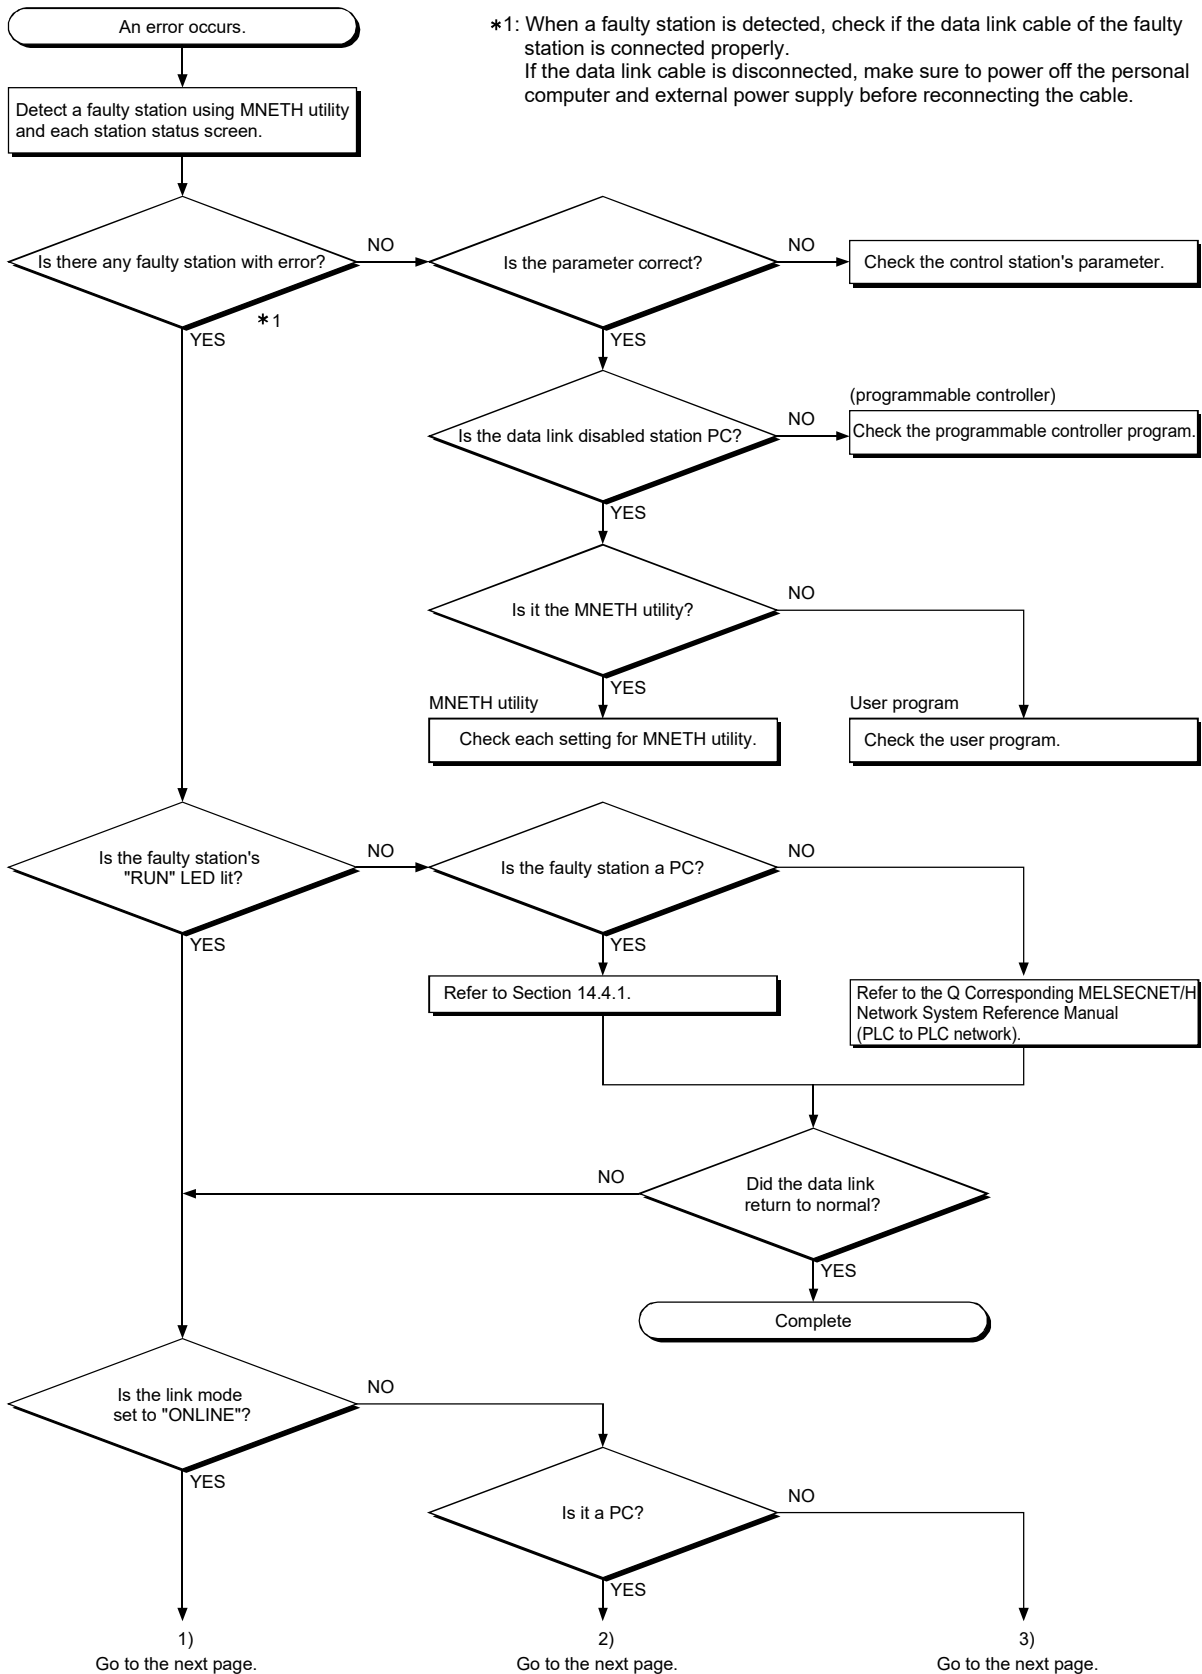 An error occurs.
*1: When a faulty station is detected, check if the data link cable of the faulty
station is connected properly.
If the data link cable is disconnected, make sure to power off the personal
computer and external power supply before reconnecting the cable.
Detect a faulty station using MNETH utility
and each station status screen.
Is there any faulty station with error?
NO
*1
YES
Is the parameter correct?
NO
Check the control station's parameter.
YES
Is the data link disabled station PC?
NO
(programmable controller)
Check the programmable controller program.
YES
Is it the MNETH utility?
NO
YES
MNETH utility
Check each setting for MNETH utility.
User program
Check the user program.
Is the faulty station's
"RUN" LED lit?
NO
YES
Is the faulty station a PC?
NO
YES
Refer to Section 14.4.1.
Refer to the Q Corresponding MELSECNET/H
Network System Reference Manual
(PLC to PLC network).
Did the data link
return to normal?
NO
YES
Complete
Is the link mode
set to "ONLINE"?
NO
YES
Is it a PC?
NO
YES
1)
Go to the next page.
2)
Go to the next page.
3)
Go to the next page.